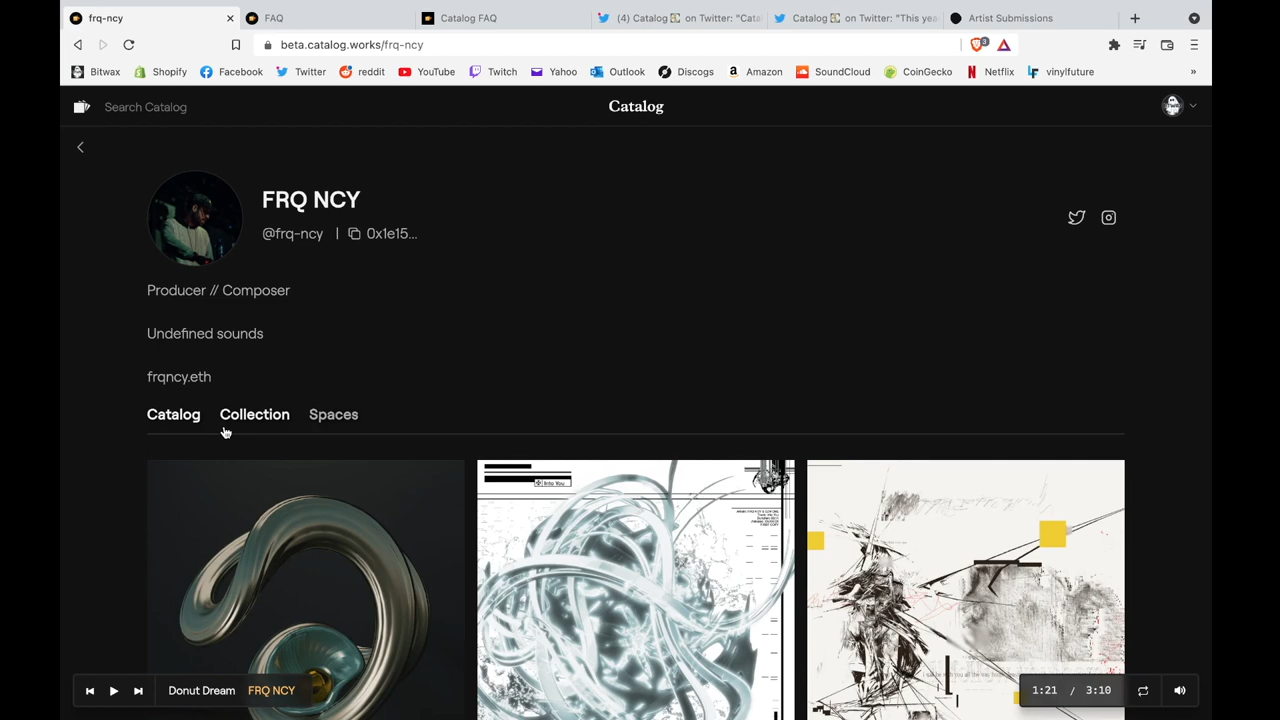 frq-ncy
FAQ
Catalog FAQ
(4) Catalog on Twitter: "Cata
Catalog on Twitter: "This yea
Artist Submissions
beta.catalog.works/frq-ncy
3
Bitwax
Shopify
Facebook
Twitter
reddit
YouTube
Twitch
Yahoo
Outlook
Discogs
Amazon
SoundCloud
CoinGecko
Netflix
vinylfuture
»
Search Catalog
Catalog
FRQ NCY
@frq-ncy | 0x1e15...
Producer // Composer
Undefined sounds
frqncy.eth
Catalog
Collection
Spaces
Into You
Donut Dream FRQ NCY
1:21 / 3:10